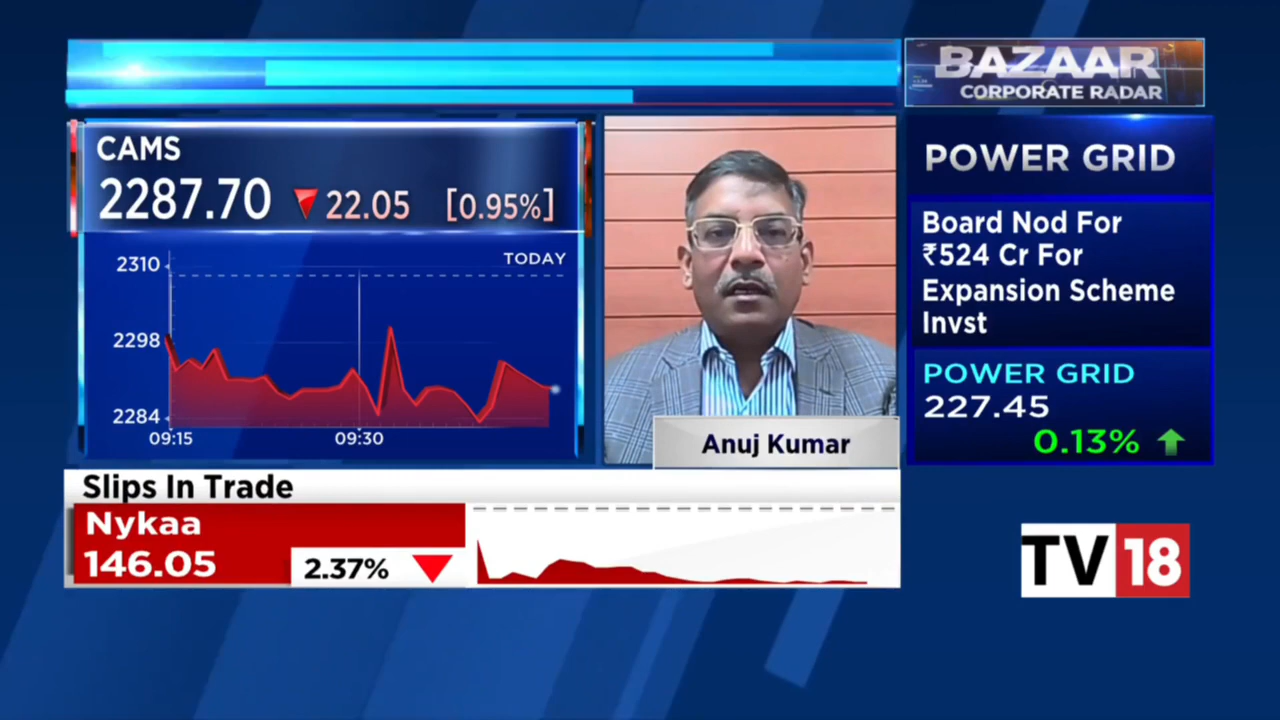 BAZAAR
CORPORATE RADAR
CAMS
2287.70 ▼ 22.05 [0.95%]
TODAY
2310
2298
2284
09:15 09:30
Anuj Kumar
POWER GRID
Board Nod For
₹524 Cr For
Expansion Scheme
Invst
POWER GRID
227.45
0.13%
Slips In Trade
Nykaa
146.05
2.37%
TV18